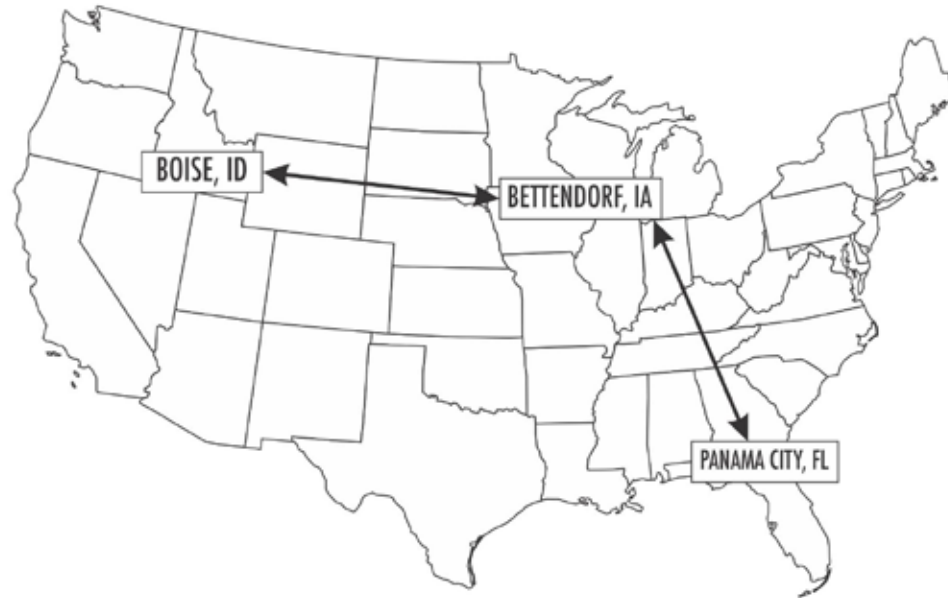 BOISE, ID
BETTENDORF, IA
PANAMA CITY, FL